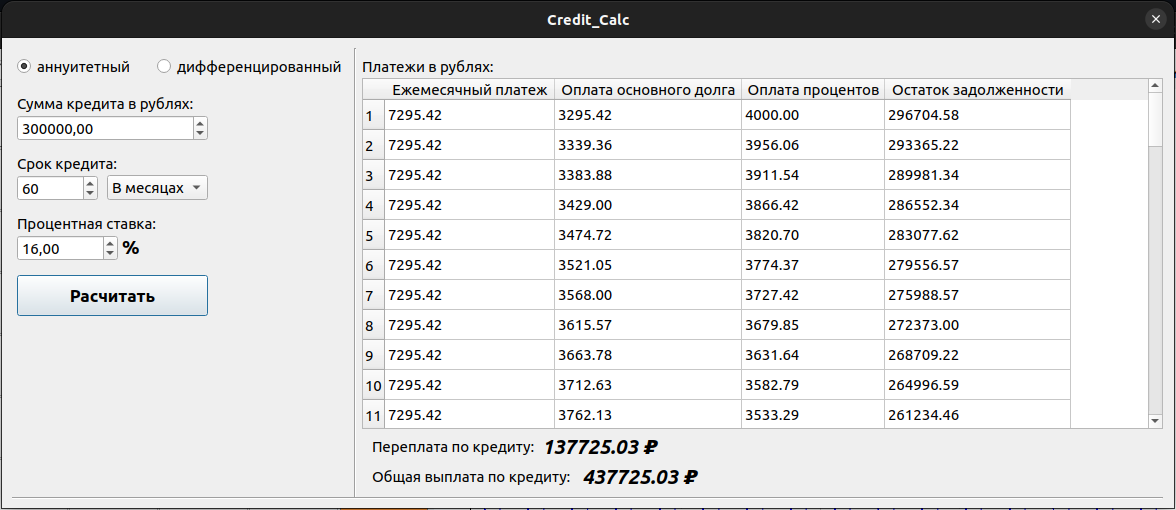 Credit_Calc
аннуитетный дифференцированный
Сумма кредита в рублях:
300000,00
Срок кредита:
60 В месяцах
Процентная ставка:
16,00 %
Расчитать
Платежи в рублях:
Ежемесячный платеж Оплата основного долга Оплата процентов Остаток задолженности
1 7295.42 3295.42 4000.00 296704.58
2 7295.42 3339.36 3956.06 293365.22
3 7295.42 3383.88 3911.54 289981.34
4 7295.42 3429.00 3866.42 286552.34
5 7295.42 3474.72 3820.70 283077.62
6 7295.42 3521.05 3774.37 279556.57
7 7295.42 3568.00 3727.42 275988.57
8 7295.42 3615.57 3679.85 272373.00
9 7295.42 3663.78 3631.64 268709.22
10 7295.42 3712.63 3582.79 264996.59
11 7295.42 3762.13 3533.29 261234.46
Переплата по кредиту: 137725.03 ₽
Общая выплата по кредиту: 437725.03 ₽